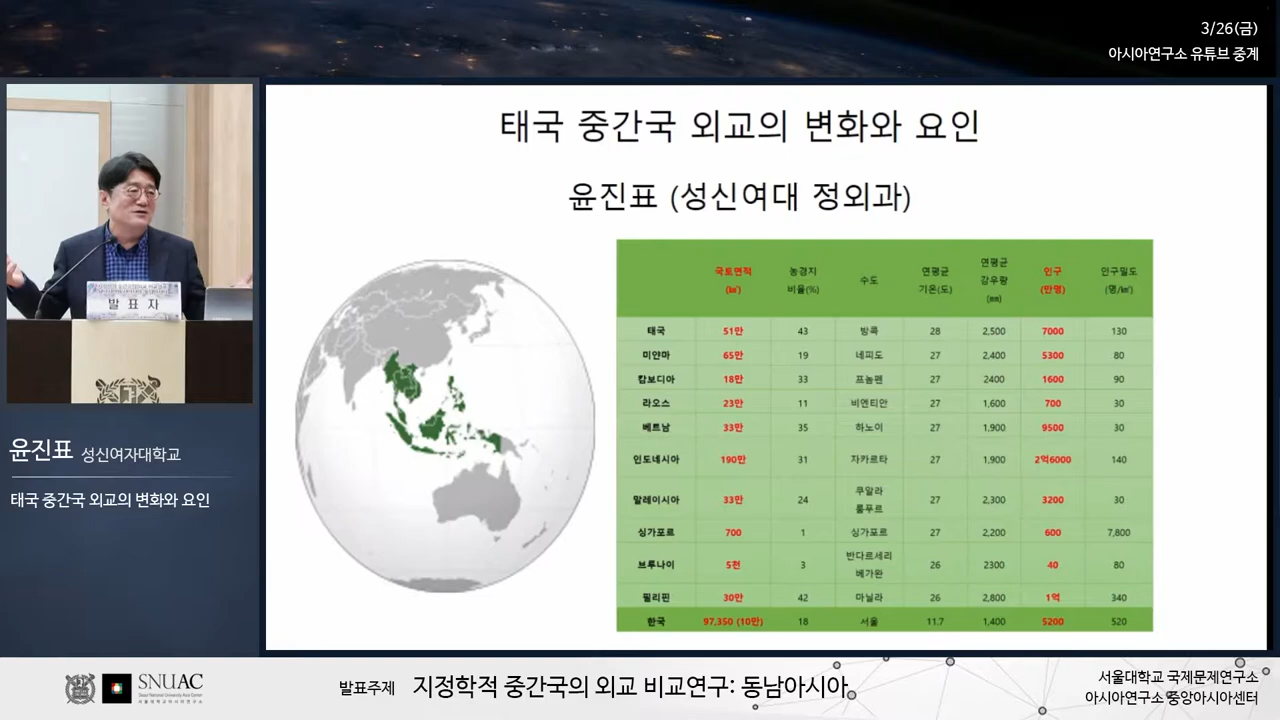 3/26(금)
아시아연구소 유튜브 중계
발 표 자
윤진표 성신여자대학교
태국 중간국 외교의 변화와 요인
태국 중간국 외교의 변화와 요인
윤진표 (성신여대 정외과)
국토면적 (㎢) 농경지 비율(%) 수도 연평균 기온(도) 연평균 강우량 (㎜) 인구 (만명) 인구밀도 (명/㎢)
태국 51만 43 방콕 28 2,500 7000 130
미얀마 65만 19 네피도 27 2,400 5300 80
캄보디아 18만 33 프놈펜 27 2400 1600 90
라오스 23만 11 비엔티안 27 1,600 700 30
베트남 33만 35 하노이 27 1,900 9500 30
인도네시아 190만 31 자카르타 27 1,900 2억6000 140
말레이시아 33만 24 쿠알라 룸푸르 27 2,300 3200 30
싱가포르 700 1 싱가포르 27 2,200 600 7,800
브루나이 5천 3 반다르세리 베가완 26 2300 40 80
필리핀 30만 42 마닐라 26 2,800 1억 340
한국 97,350 (10만) 18 서울 11.7 1,400 5200 520
SNUAC
Seoul National University Asia Center
서울대학교아시아연구소
발표주제 지정학적 중간국의 외교 비교연구: 동남아시아
서울대학교 국제문제연구소
아시아연구소 중앙아시아센터